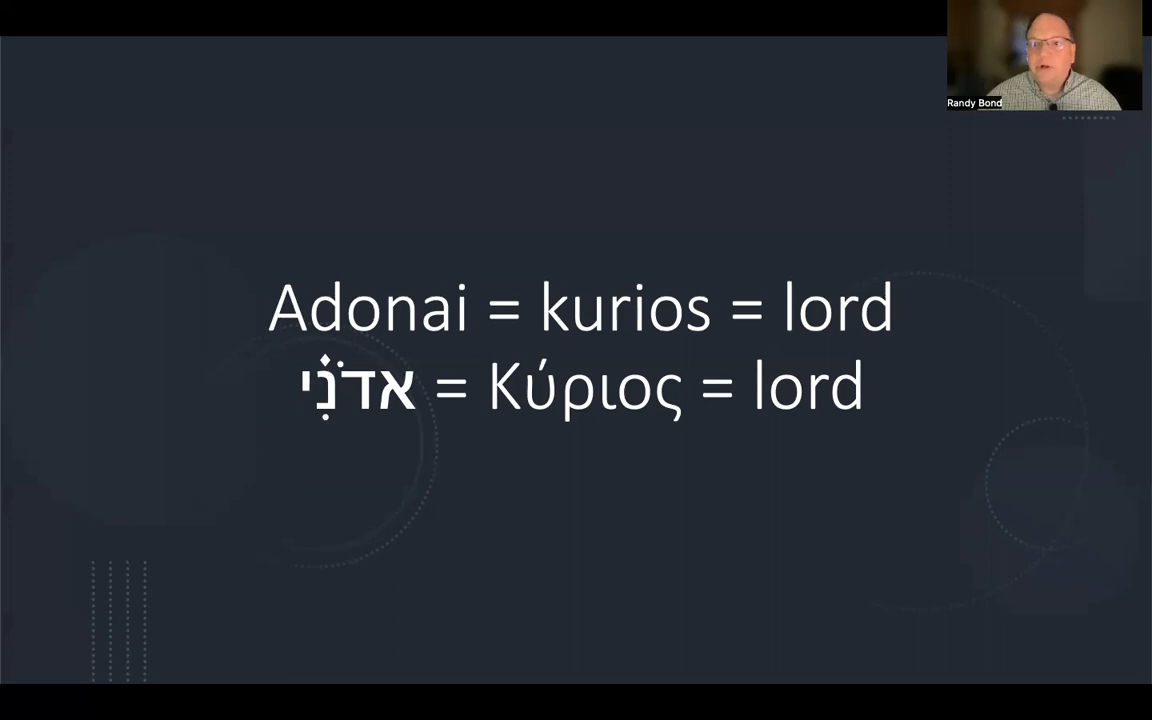 Randy Bond
Adonai = kurios = lord
אדֹנִ֗י = Κύριος = lord